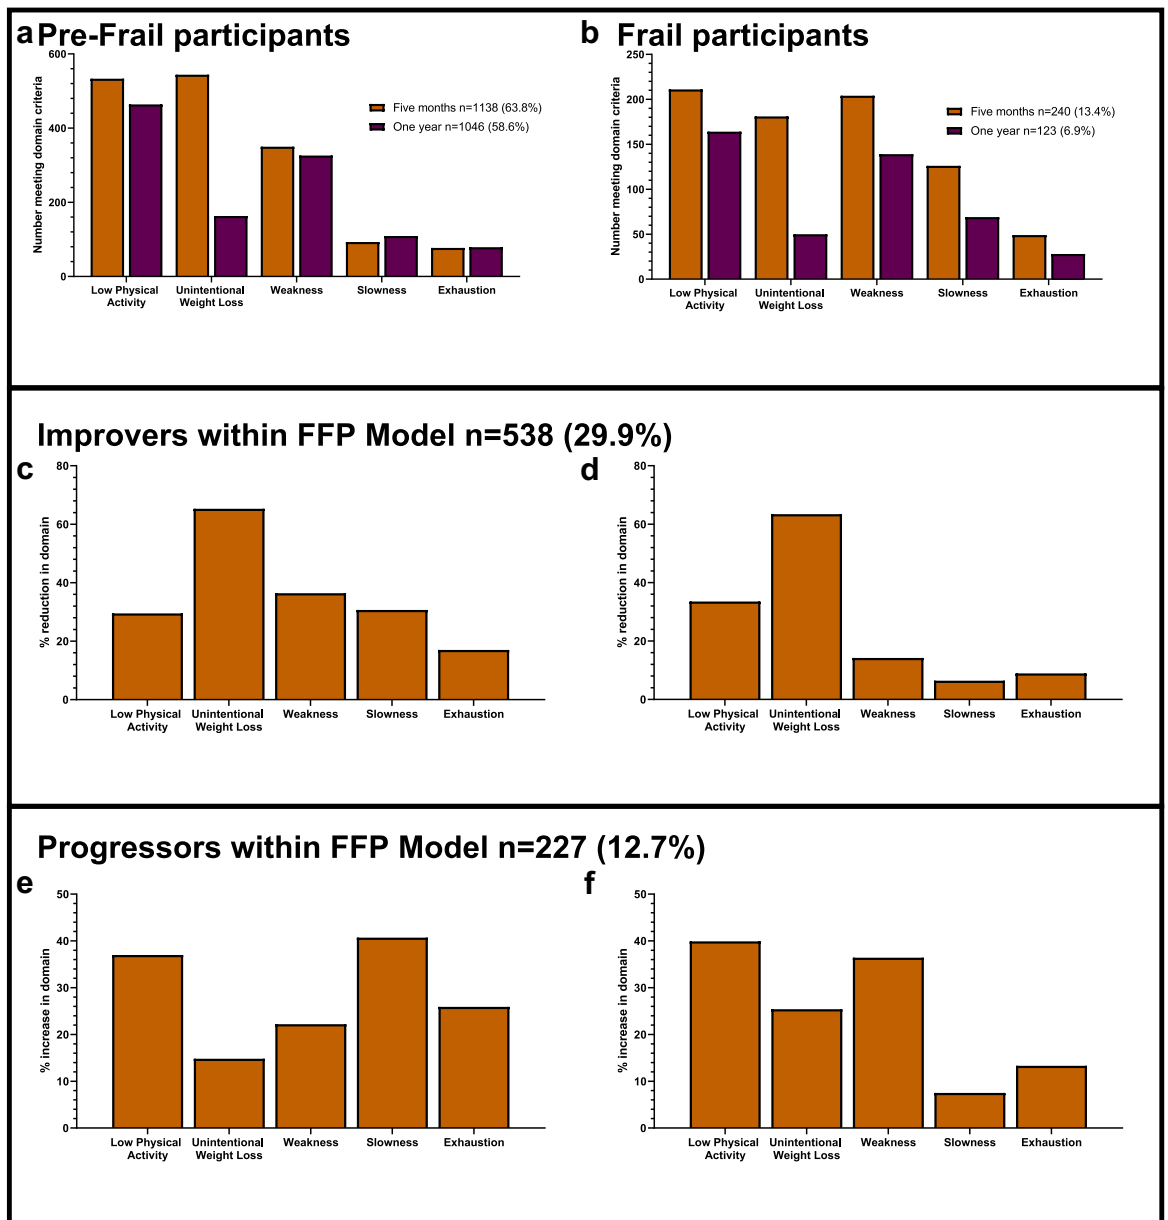 a Pre-Frail participants
Number meeting domain criteria
600
400
200
0
Five months n=1138 (63.8%)
One year n=1046 (58.6%)
Low Physical
Activity
Unintentional
Weight Loss
Weakness
Slowness
Exhaustion
b Frail participants
Number meeting domain criteria
250
200
150
100
50
0
Five months n=240 (13.4%)
One year n=123 (6.9%)
Low Physical
Activity
Unintentional
Weight Loss
Weakness
Slowness
Exhaustion
Improvers within FFP Model n=538 (29.9%)
c
% reduction in domain
80
60
40
20
0
Low Physical
Activity
Unintentional
Weight Loss
Weakness
Slowness
Exhaustion
d
% reduction in domain
80
60
40
20
0
Low Physical
Activity
Unintentional
Weight Loss
Weakness
Slowness
Exhaustion
Progressors within FFP Model n=227 (12.7%)
e
% increase in domain
50
40
30
20
10
0
Low Physical
Activity
Unintentional
Weight Loss
Weakness
Slowness
Exhaustion
f
% increase in domain
50
40
30
20
10
0
Low Physical
Activity
Unintentional
Weight Loss
Weakness
Slowness
Exhaustion